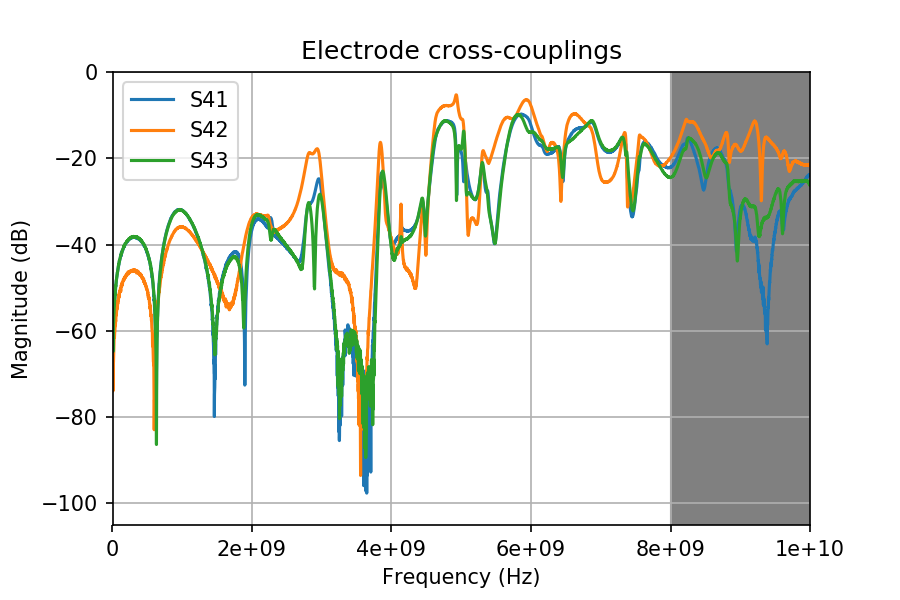 Electrode cross-couplings
S41
S42
S43
Magnitude (dB)
0
−20
−40
−60
−80
−100
0 2e+09 4e+09 6e+09 8e+09 1e+10
Frequency (Hz)